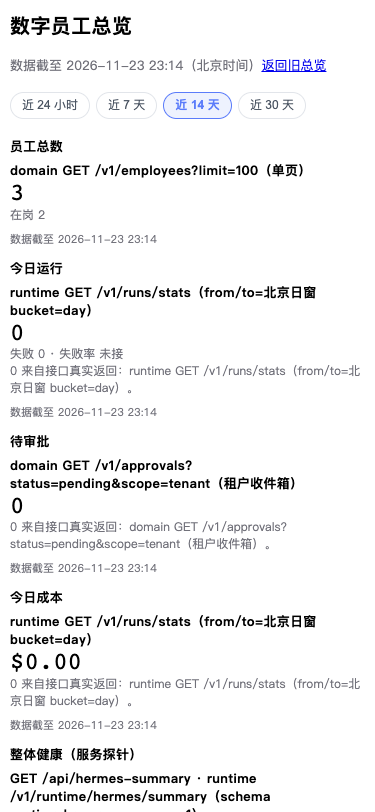 数字员工总览
数据截至 2026-11-23 23:14（北京时间）返回旧总览
近 24 小时 近 7 天 近 14 天 近 30 天
员工总数
domain GET /v1/employees?limit=100（单页）
3
在岗 2
数据截至 2026-11-23 23:14
今日运行
runtime GET /v1/runs/stats（from/to=北京日窗
bucket=day）
0
失败 0 · 失败率 未接
0 来自接口真实返回：runtime GET /v1/runs/stats（from/to=北
京日窗 bucket=day）。
数据截至 2026-11-23 23:14
待审批
domain GET /v1/approvals?
status=pending&scope=tenant（租户收件箱）
0
0 来自接口真实返回：domain GET /v1/approvals?
status=pending&scope=tenant（租户收件箱）。
数据截至 2026-11-23 23:14
今日成本
runtime GET /v1/runs/stats（from/to=北京日窗
bucket=day）
$0.00
0 来自接口真实返回：runtime GET /v1/runs/stats（from/to=北
京日窗 bucket=day）。
数据截至 2026-11-23 23:14
整体健康（服务探针）
GET /api/hermes-summary · runtime
/v1/runtime/hermes/summary（schema